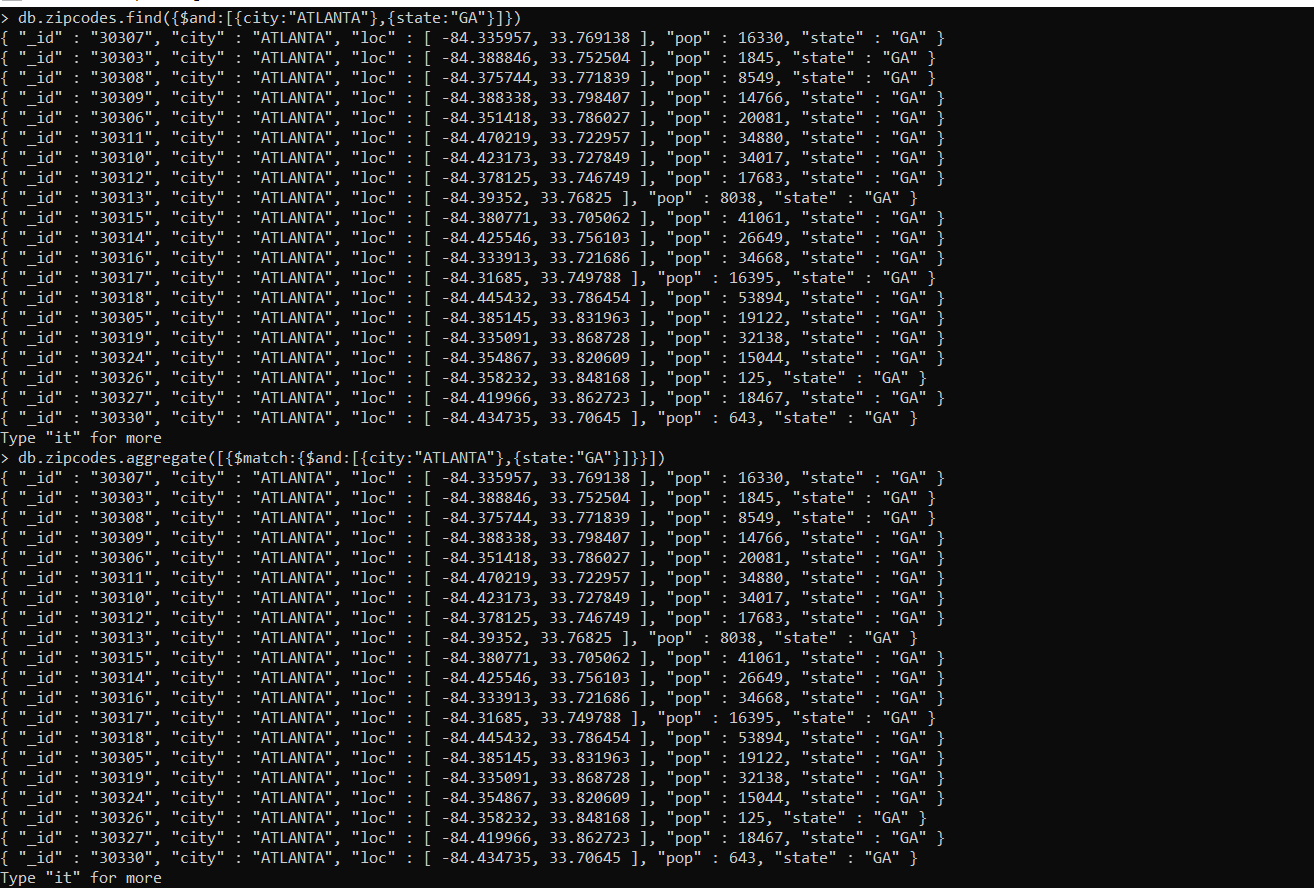 > db.zipcodes.find({$and:[{city:"ATLANTA"},{state:"GA"}]})
{ "_id" : "30307", "city" : "ATLANTA", "loc" : [ -84.335957, 33.769138 ], "pop" : 16330, "state" : "GA" }
{ "_id" : "30303", "city" : "ATLANTA", "loc" : [ -84.388846, 33.752504 ], "pop" : 1845, "state" : "GA" }
{ "_id" : "30308", "city" : "ATLANTA", "loc" : [ -84.375744, 33.771839 ], "pop" : 8549, "state" : "GA" }
{ "_id" : "30309", "city" : "ATLANTA", "loc" : [ -84.388338, 33.798407 ], "pop" : 14766, "state" : "GA" }
{ "_id" : "30306", "city" : "ATLANTA", "loc" : [ -84.351418, 33.786027 ], "pop" : 20081, "state" : "GA" }
{ "_id" : "30311", "city" : "ATLANTA", "loc" : [ -84.470219, 33.722957 ], "pop" : 34880, "state" : "GA" }
{ "_id" : "30310", "city" : "ATLANTA", "loc" : [ -84.423173, 33.727849 ], "pop" : 34017, "state" : "GA" }
{ "_id" : "30312", "city" : "ATLANTA", "loc" : [ -84.378125, 33.746749 ], "pop" : 17683, "state" : "GA" }
{ "_id" : "30313", "city" : "ATLANTA", "loc" : [ -84.39352, 33.76825 ], "pop" : 8038, "state" : "GA" }
{ "_id" : "30315", "city" : "ATLANTA", "loc" : [ -84.380771, 33.705062 ], "pop" : 41061, "state" : "GA" }
{ "_id" : "30314", "city" : "ATLANTA", "loc" : [ -84.425546, 33.756103 ], "pop" : 26649, "state" : "GA" }
{ "_id" : "30316", "city" : "ATLANTA", "loc" : [ -84.333913, 33.721686 ], "pop" : 34668, "state" : "GA" }
{ "_id" : "30317", "city" : "ATLANTA", "loc" : [ -84.31685, 33.749788 ], "pop" : 16395, "state" : "GA" }
{ "_id" : "30318", "city" : "ATLANTA", "loc" : [ -84.445432, 33.786454 ], "pop" : 53894, "state" : "GA" }
{ "_id" : "30305", "city" : "ATLANTA", "loc" : [ -84.385145, 33.831963 ], "pop" : 19122, "state" : "GA" }
{ "_id" : "30319", "city" : "ATLANTA", "loc" : [ -84.335091, 33.868728 ], "pop" : 32138, "state" : "GA" }
{ "_id" : "30324", "city" : "ATLANTA", "loc" : [ -84.354867, 33.820609 ], "pop" : 15044, "state" : "GA" }
{ "_id" : "30326", "city" : "ATLANTA", "loc" : [ -84.358232, 33.848168 ], "pop" : 125, "state" : "GA" }
{ "_id" : "30327", "city" : "ATLANTA", "loc" : [ -84.419966, 33.862723 ], "pop" : 18467, "state" : "GA" }
{ "_id" : "30330", "city" : "ATLANTA", "loc" : [ -84.434735, 33.70645 ], "pop" : 643, "state" : "GA" }
Type "it" for more
> db.zipcodes.aggregate([{$match:{$and:[{city:"ATLANTA"},{state:"GA"}]}}])
{ "_id" : "30307", "city" : "ATLANTA", "loc" : [ -84.335957, 33.769138 ], "pop" : 16330, "state" : "GA" }
{ "_id" : "30303", "city" : "ATLANTA", "loc" : [ -84.388846, 33.752504 ], "pop" : 1845, "state" : "GA" }
{ "_id" : "30308", "city" : "ATLANTA", "loc" : [ -84.375744, 33.771839 ], "pop" : 8549, "state" : "GA" }
{ "_id" : "30309", "city" : "ATLANTA", "loc" : [ -84.388338, 33.798407 ], "pop" : 14766, "state" : "GA" }
{ "_id" : "30306", "city" : "ATLANTA", "loc" : [ -84.351418, 33.786027 ], "pop" : 20081, "state" : "GA" }
{ "_id" : "30311", "city" : "ATLANTA", "loc" : [ -84.470219, 33.722957 ], "pop" : 34880, "state" : "GA" }
{ "_id" : "30310", "city" : "ATLANTA", "loc" : [ -84.423173, 33.727849 ], "pop" : 34017, "state" : "GA" }
{ "_id" : "30312", "city" : "ATLANTA", "loc" : [ -84.378125, 33.746749 ], "pop" : 17683, "state" : "GA" }
{ "_id" : "30313", "city" : "ATLANTA", "loc" : [ -84.39352, 33.76825 ], "pop" : 8038, "state" : "GA" }
{ "_id" : "30315", "city" : "ATLANTA", "loc" : [ -84.380771, 33.705062 ], "pop" : 41061, "state" : "GA" }
{ "_id" : "30314", "city" : "ATLANTA", "loc" : [ -84.425546, 33.756103 ], "pop" : 26649, "state" : "GA" }
{ "_id" : "30316", "city" : "ATLANTA", "loc" : [ -84.333913, 33.721686 ], "pop" : 34668, "state" : "GA" }
{ "_id" : "30317", "city" : "ATLANTA", "loc" : [ -84.31685, 33.749788 ], "pop" : 16395, "state" : "GA" }
{ "_id" : "30318", "city" : "ATLANTA", "loc" : [ -84.445432, 33.786454 ], "pop" : 53894, "state" : "GA" }
{ "_id" : "30305", "city" : "ATLANTA", "loc" : [ -84.385145, 33.831963 ], "pop" : 19122, "state" : "GA" }
{ "_id" : "30319", "city" : "ATLANTA", "loc" : [ -84.335091, 33.868728 ], "pop" : 32138, "state" : "GA" }
{ "_id" : "30324", "city" : "ATLANTA", "loc" : [ -84.354867, 33.820609 ], "pop" : 15044, "state" : "GA" }
{ "_id" : "30326", "city" : "ATLANTA", "loc" : [ -84.358232, 33.848168 ], "pop" : 125, "state" : "GA" }
{ "_id" : "30327", "city" : "ATLANTA", "loc" : [ -84.419966, 33.862723 ], "pop" : 18467, "state" : "GA" }
{ "_id" : "30330", "city" : "ATLANTA", "loc" : [ -84.434735, 33.70645 ], "pop" : 643, "state" : "GA" }
Type "it" for more